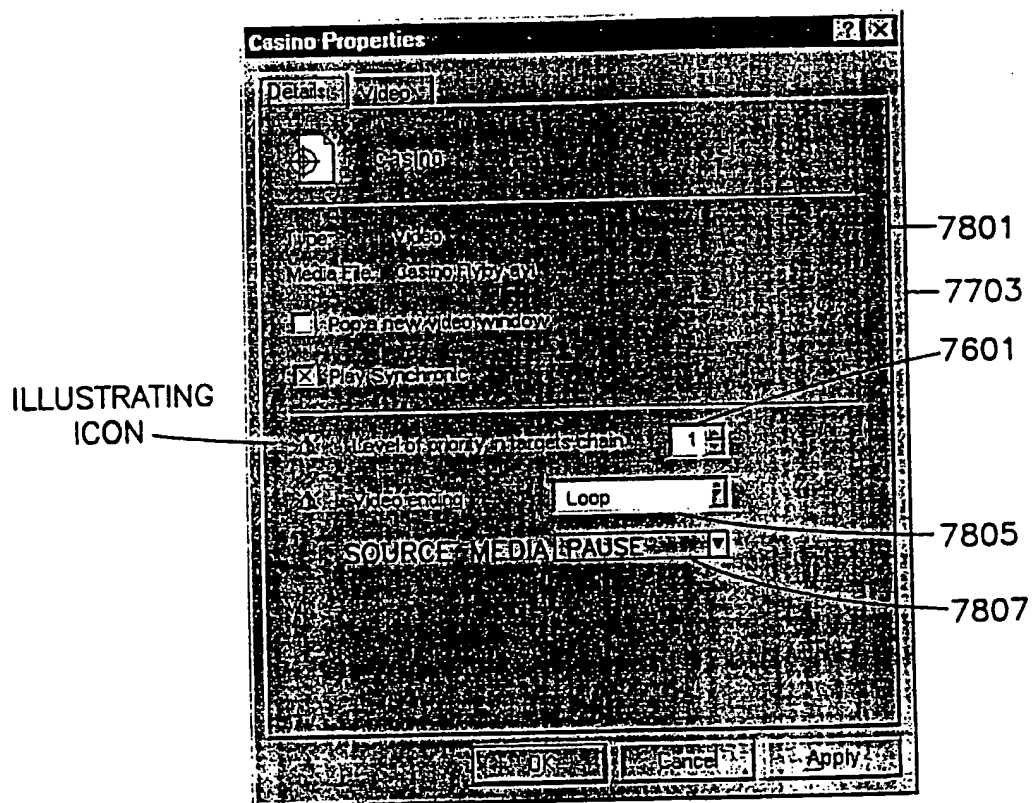 Casino Properties ? X
Details Video
Casino
Type: Video
Media File: Casino Flyby.avi
Pop a new video window
X Play Synchronic
Level of priority in targets chain 1
Video ending Loop
SOURCE MEDIA PAUSE
OK Cancel Apply
ILLUSTRATING
ICON
7801
7703
7601
7805
7807